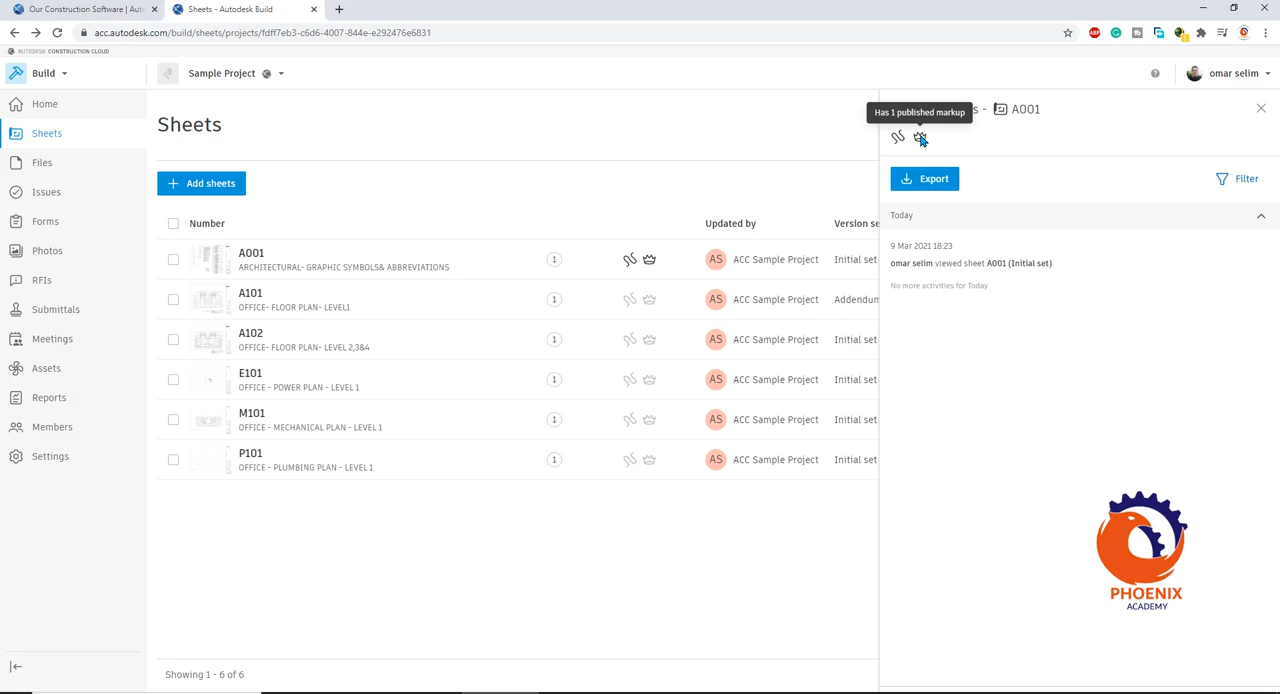 Our Construction Software | Auto
Sheets - Autodesk Build
acc.autodesk.com/build/sheets/projects/fdff7eb3-c6d6-4007-844e-e292476e6831
ABP
AUTODESK CONSTRUCTION CLOUD
Build
Sample Project
omar selim
Home
Sheets
Files
Issues
Forms
Photos
RFIs
Submittals
Meetings
Assets
Reports
Members
Settings
Sheets
Add sheets
Number
Updated by
Version se
A001
ARCHITECTURAL- GRAPHIC SYMBOLS& ABBREVIATIONS
1
AS
ACC Sample Project
Initial set
A101
OFFICE- FLOOR PLAN- LEVEL1
1
AS
ACC Sample Project
Addendum
A102
OFFICE- FLOOR PLAN- LEVEL 2,3&4
1
AS
ACC Sample Project
Initial set
E101
OFFICE - POWER PLAN - LEVEL 1
1
AS
ACC Sample Project
Initial set
M101
OFFICE - MECHANICAL PLAN - LEVEL 1
1
AS
ACC Sample Project
Initial set
P101
OFFICE - PLUMBING PLAN - LEVEL 1
1
AS
ACC Sample Project
Initial set
Showing 1 - 6 of 6
Has 1 published markup
s - A001
Export
Filter
Today
9 Mar 2021 18:23
omar selim viewed sheet A001 (Initial set).
No more activities for Today
PHOENIX
ACADEMY